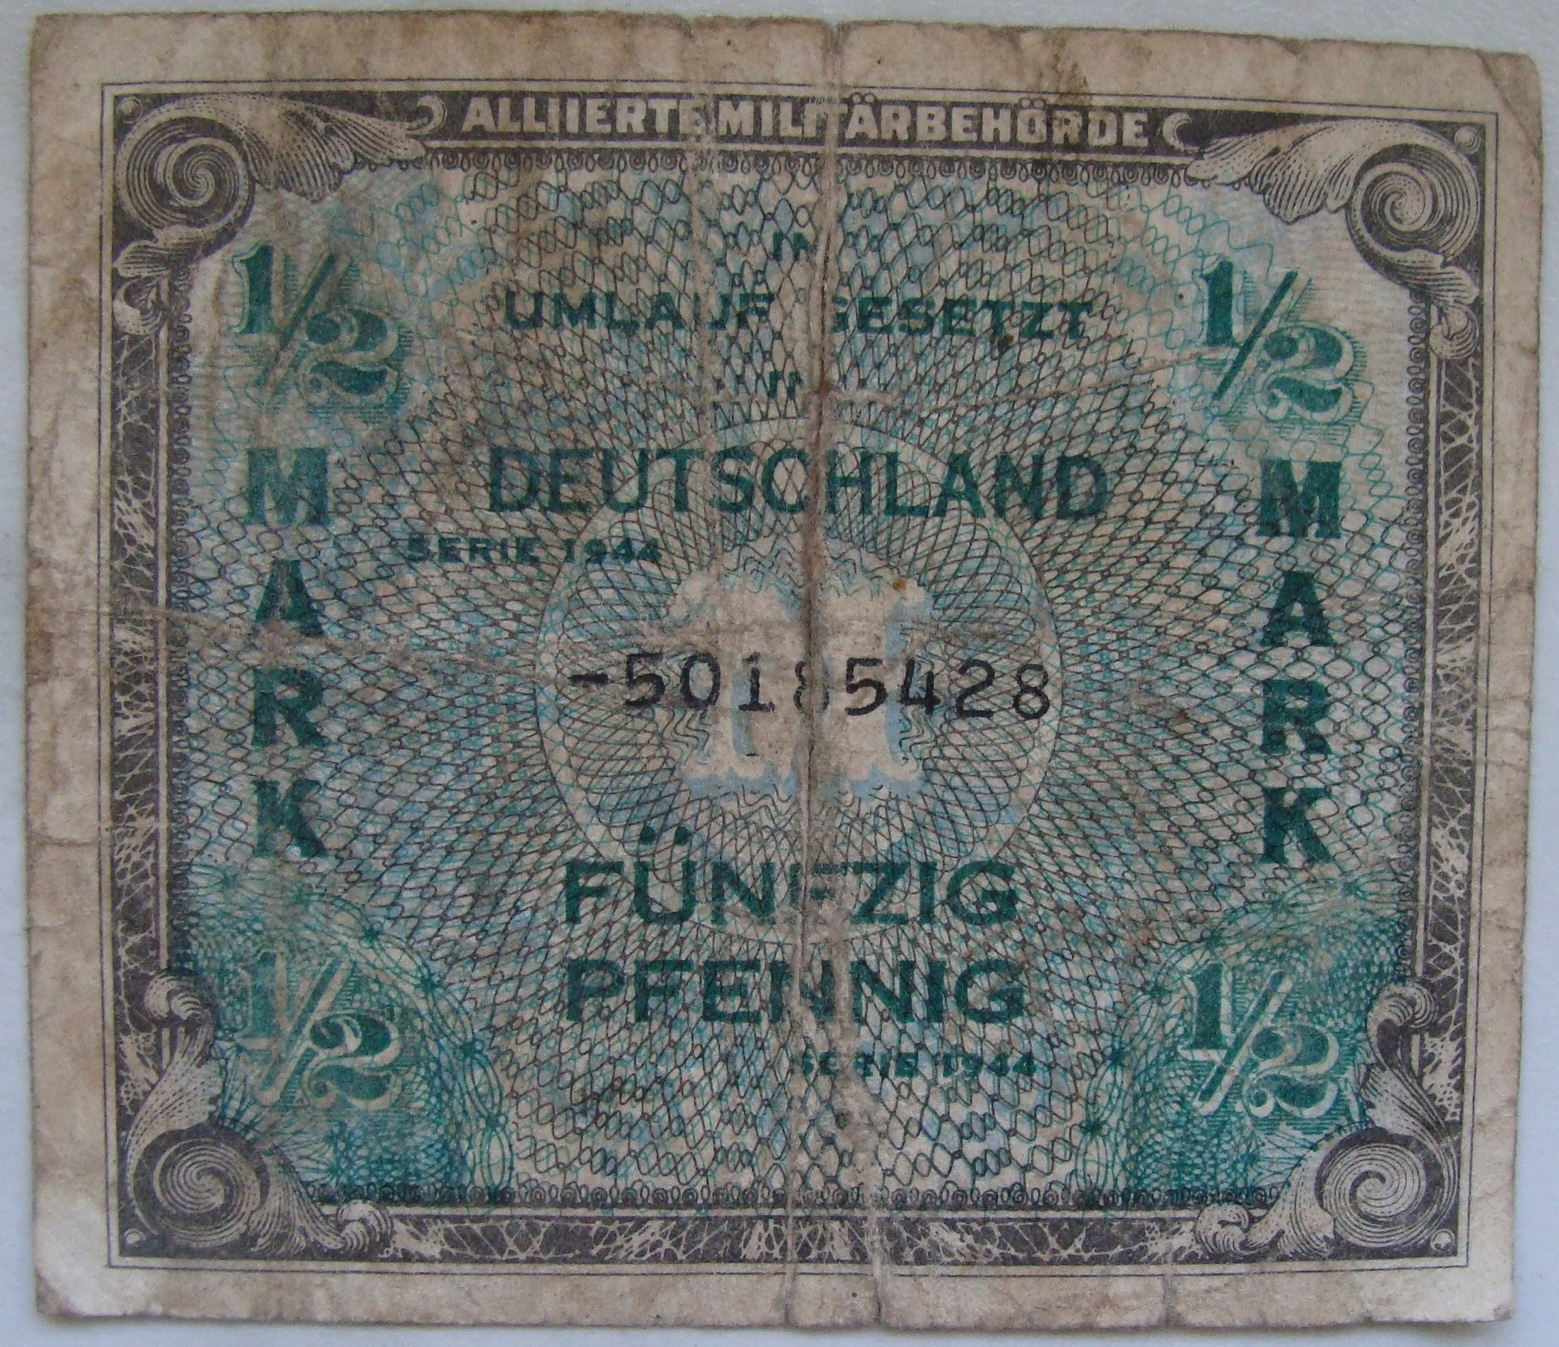 ALLIIERTE MILITÄRBEHÖRDE
1/2
1/2
IN
UMLAUF GESETZT
IN
DEUTSCHLAND
SERIE 1944
MARK
MARK
-50185428
FÜNFZIG
PFENNIG
SERIE 1944
1/2
1/2